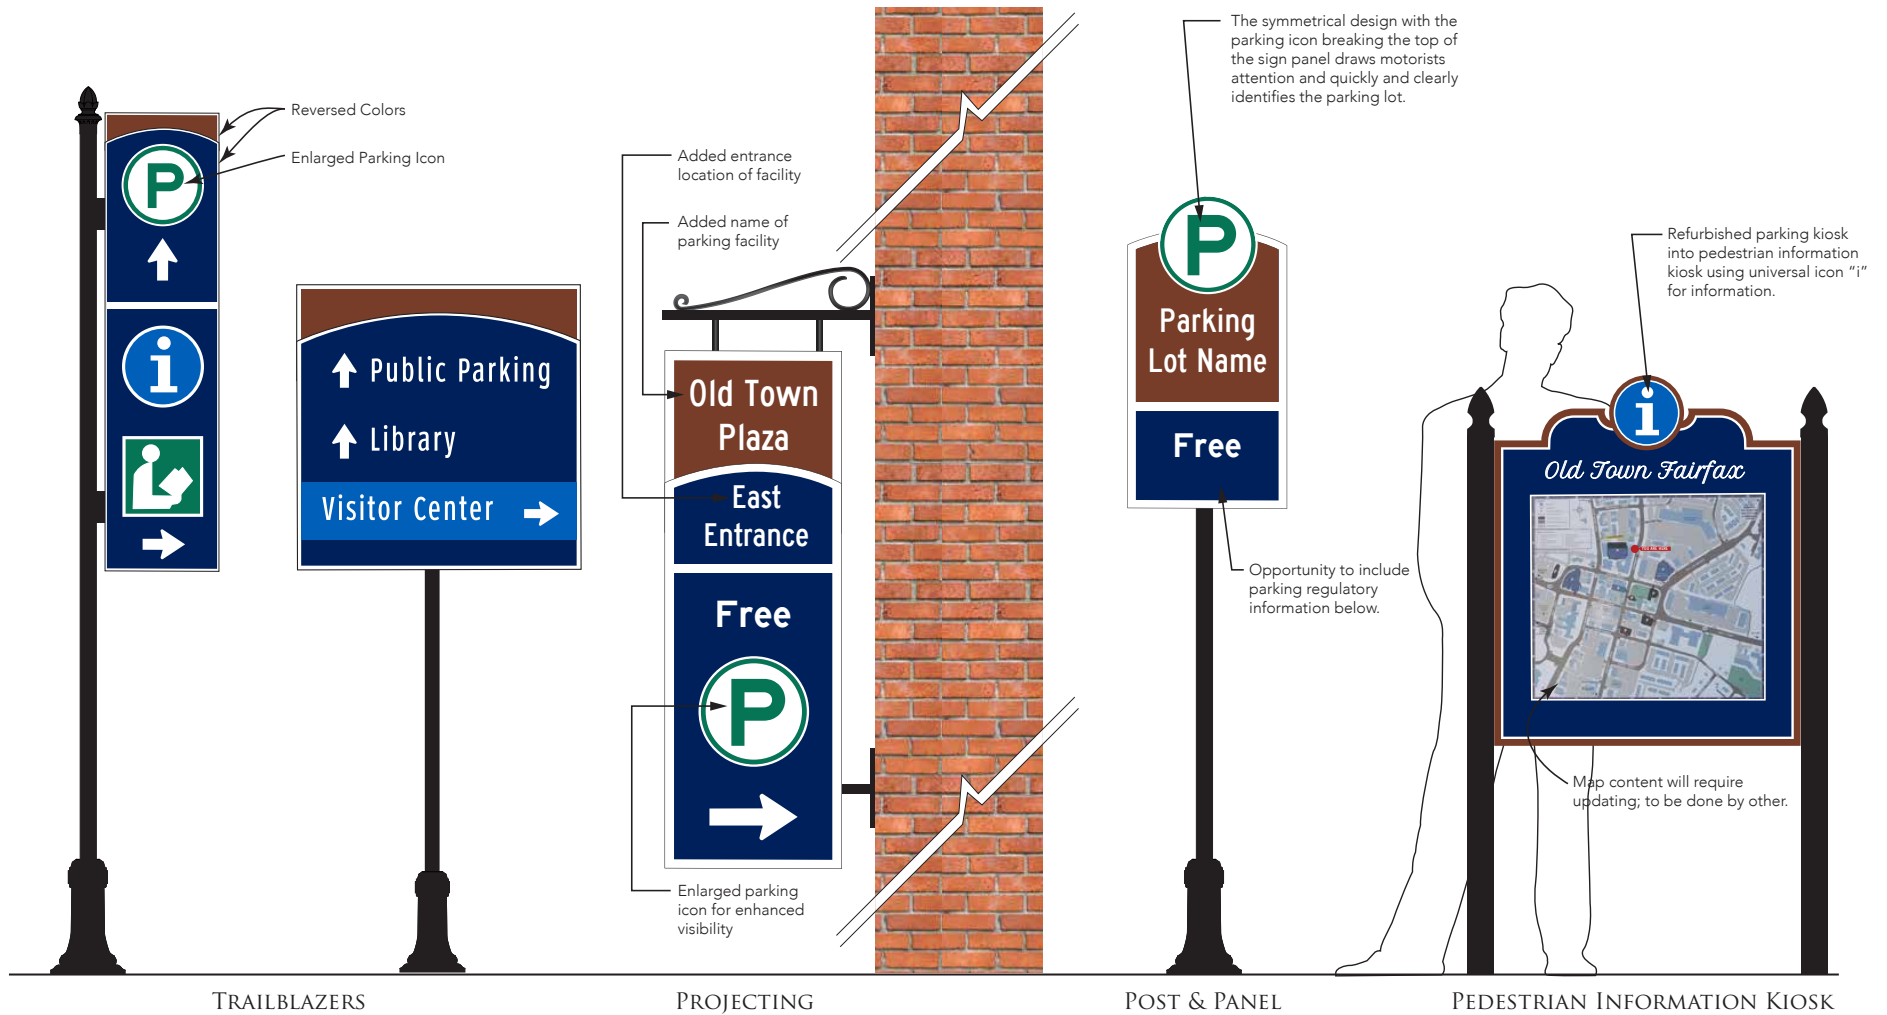 Reversed Colors
Enlarged Parking Icon
P
i
Public Parking
Library
Visitor Center
TRAILBLAZERS
Added entrance
location of facility
Added name of
parking facility
Old Town
Plaza
East
Entrance
Free
P
Enlarged parking
icon for enhanced
visibility
PROJECTING
The symmetrical design with the
parking icon breaking the top of
the sign panel draws motorists
attention and quickly and clearly
identifies the parking lot.
P
Parking
Lot Name
Free
Opportunity to include
parking regulatory
information below.
POST & PANEL
Refurbished parking kiosk
into pedestrian information
kiosk using universal icon “i”
for information.
i
Old Town Fairfax
YOU ARE HERE
Map content will require
updating; to be done by other.
PEDESTRIAN INFORMATION KIOSK